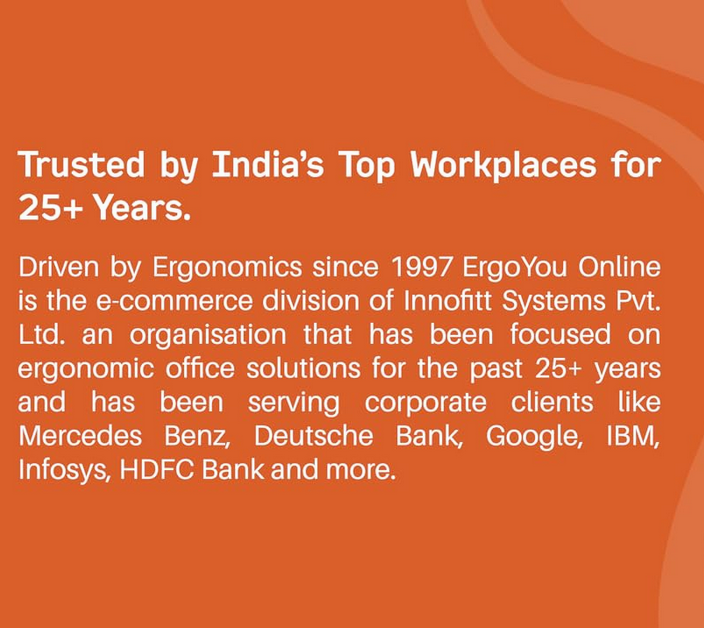 Trusted by India's Top Workplaces for
25+ Years.
Driven by Ergonomics since 1997 ErgoYou Online
is the e-commerce division of Innofitt Systems Pvt.
Ltd. an organisation that has been focused on
ergonomic office solutions for the past 25+ years
and has been serving corporate clients like
Mercedes Benz, Deutsche Bank, Google, IBM,
Infosys, HDFC Bank and more.